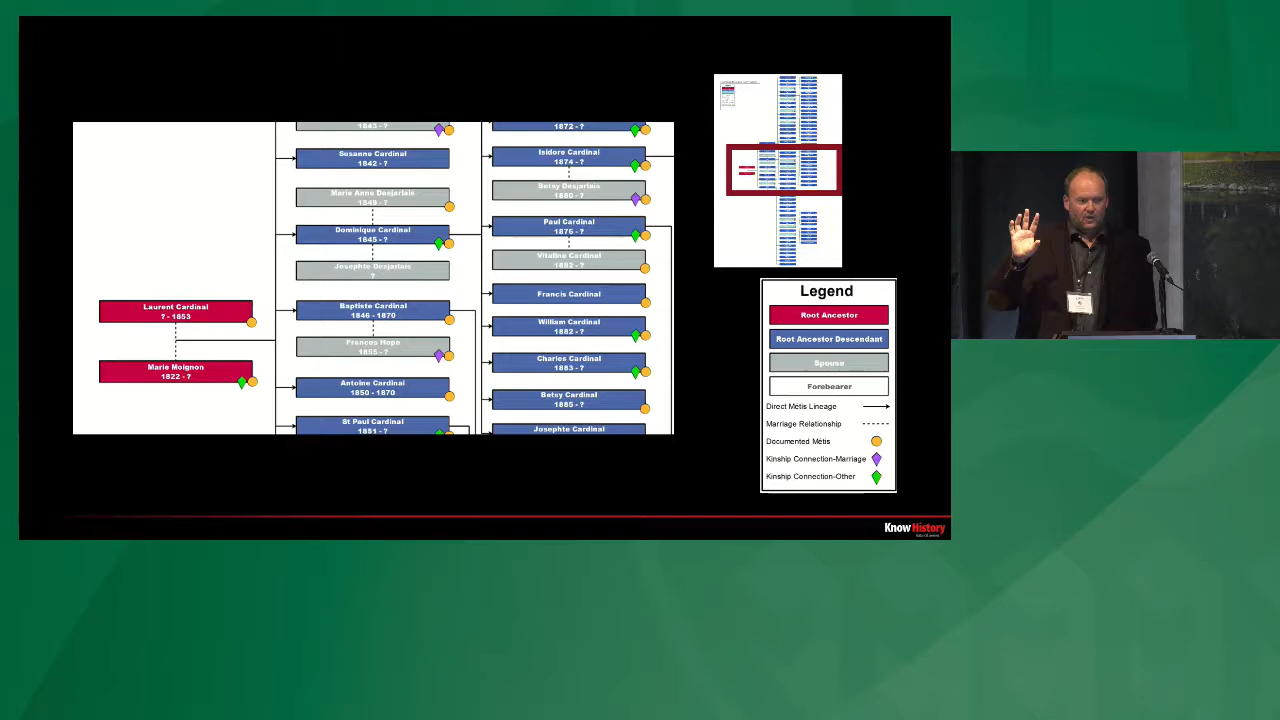 1843 - ?
Susanne Cardinal
1842 - ?
Marie Anne Desjarlais
1849 - ?
Dominique Cardinal
1845 - ?
Josephte Desjarlais
?
Laurent Cardinal
? - 1853
Marie Moignon
1822 - ?
Baptiste Cardinal
1846 - 1870
Frances Hope
1855 - ?
Antoine Cardinal
1850 - 1870
St Paul Cardinal
1851 - ?
1872 - ?
Isidore Cardinal
1874 - ?
Betsy Desjarlais
1880 - ?
Paul Cardinal
1876 - ?
Vitaline Cardinal
1882 - ?
Francis Cardinal
William Cardinal
1882 - ?
Charles Cardinal
1883 - ?
Betsy Cardinal
1885 - ?
Josephte Cardinal
Legend
Root Ancestor
Root Ancestor Descendant
Spouse
Forebearer
Direct Métis Lineage
Marriage Relationship
Documented Métis
Kinship Connection-Marriage
Kinship Connection-Other
KnowHistory